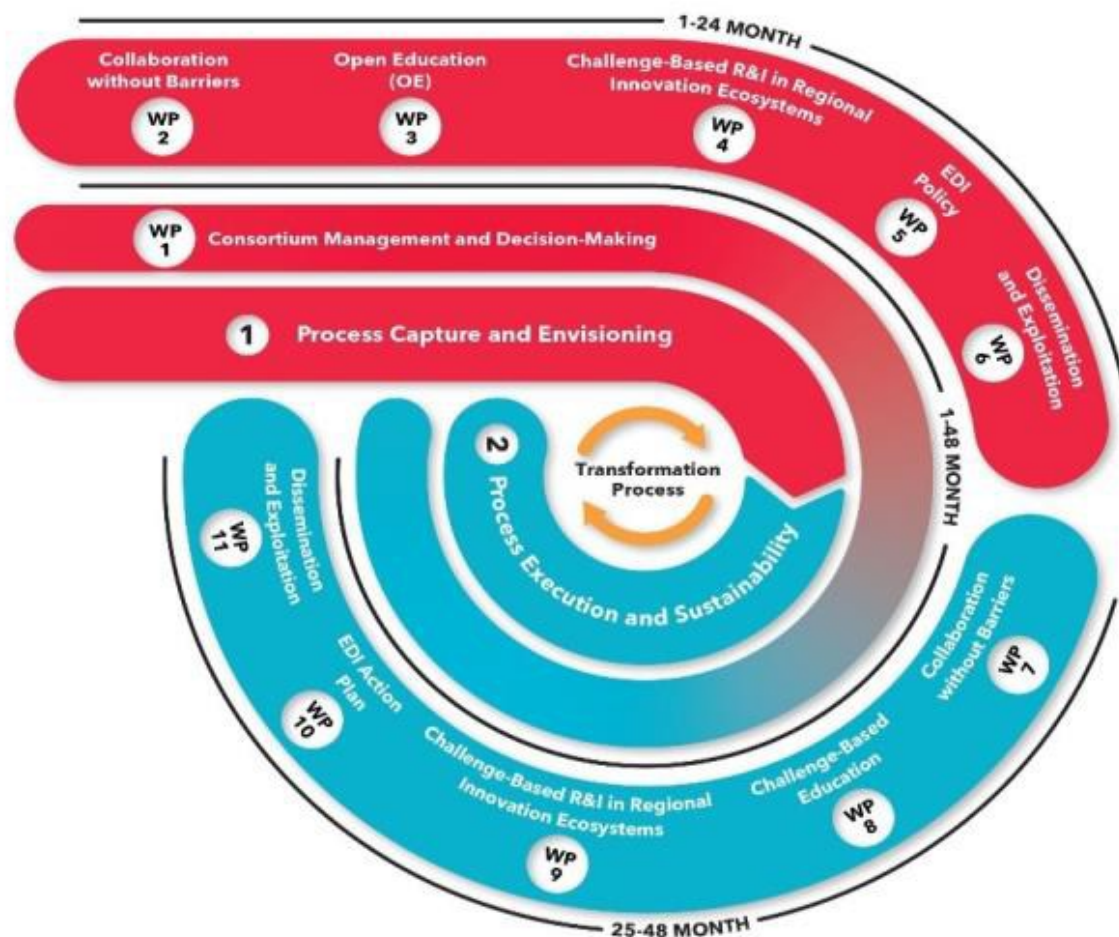 1-24 MONTH
Collaboration
without Barriers
WP
2
Open Education
(OE)
WP
3
Challenge-Based R&I in Regional
Innovation Ecosystems
WP
4
EDI
Policy
WP
5
Dissemination
and Exploitation
WP
6
WP
1
Consortium Management and Decision-Making
1-48 MONTH
1
Process Capture and Envisioning
Transformation
Process
2
Process Execution and Sustainability
Collaboration
without Barriers
WP
7
Challenge-Based
Education
WP
8
Challenge-Based R&I in Regional
Innovation Ecosystems
WP
9
EDI Action
Plan
WP
10
Dissemination
and Exploitation
WP
11
25-48 MONTH